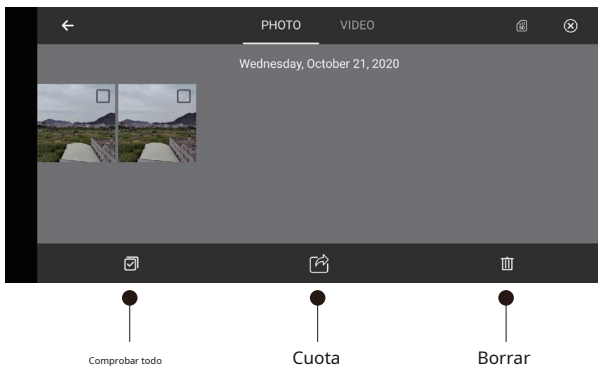 PHOTO VIDEO
Wednesday, October 21, 2020
Comprobar todo Cuota Borrar